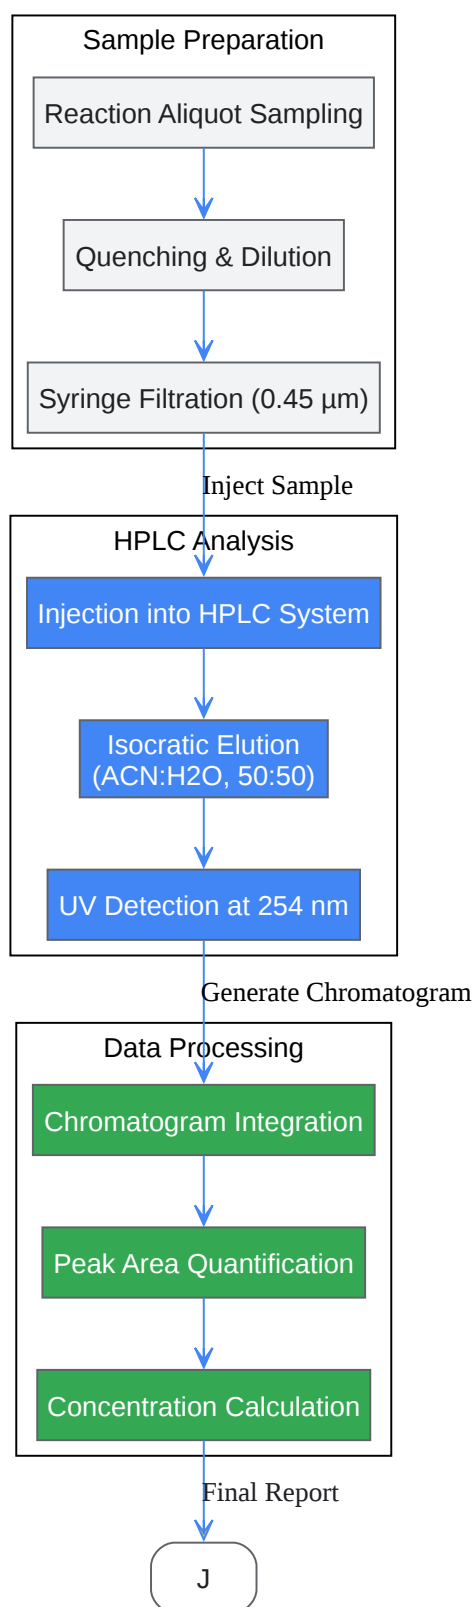 Sample Preparation
Reaction Aliquot Sampling
Quenching & Dilution
Syringe Filtration (0.45 µm)
Inject Sample
HPLC Analysis
Injection into HPLC System
Isocratic Elution
(ACN:H2O, 50:50)
UV Detection at 254 nm
Generate Chromatogram
Data Processing
Chromatogram Integration
Peak Area Quantification
Concentration Calculation
Final Report
J